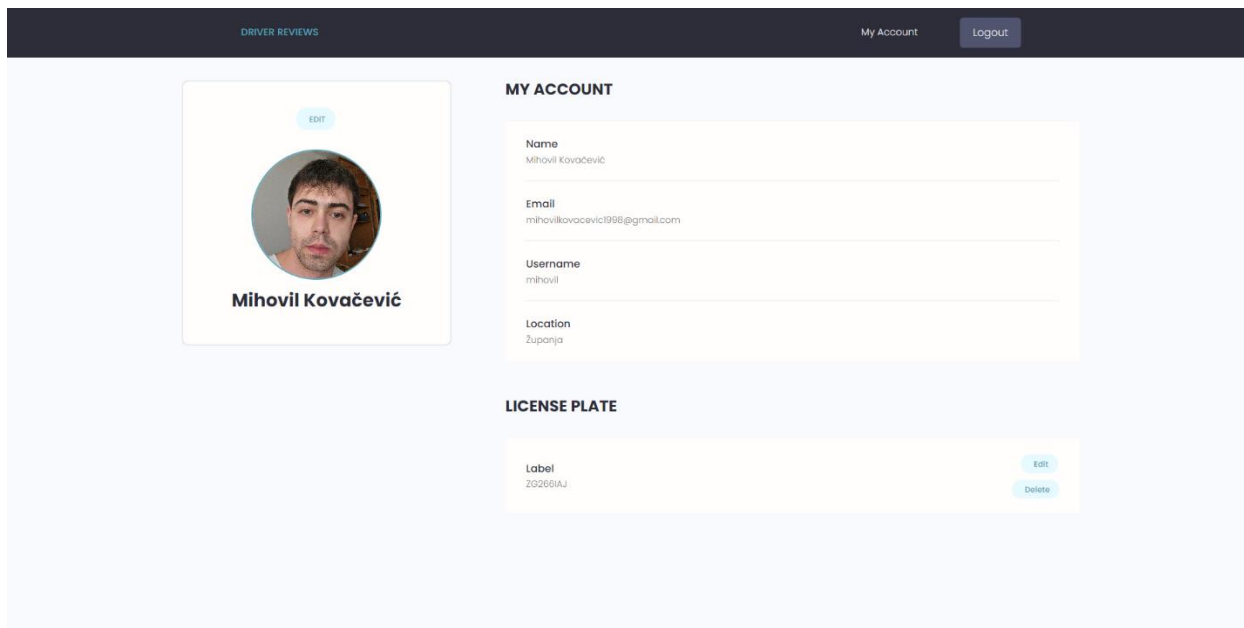 DRIVER REVIEWS
My Account
Logout
EDIT
Mihovil Kovačević
MY ACCOUNT
Name
Mihovil Kovačević
Email
mihovilkovacevic1998@gmail.com
Username
mihovil
Location
Županja
LICENSE PLATE
Label
ZG266IAJ
Edit
Delete